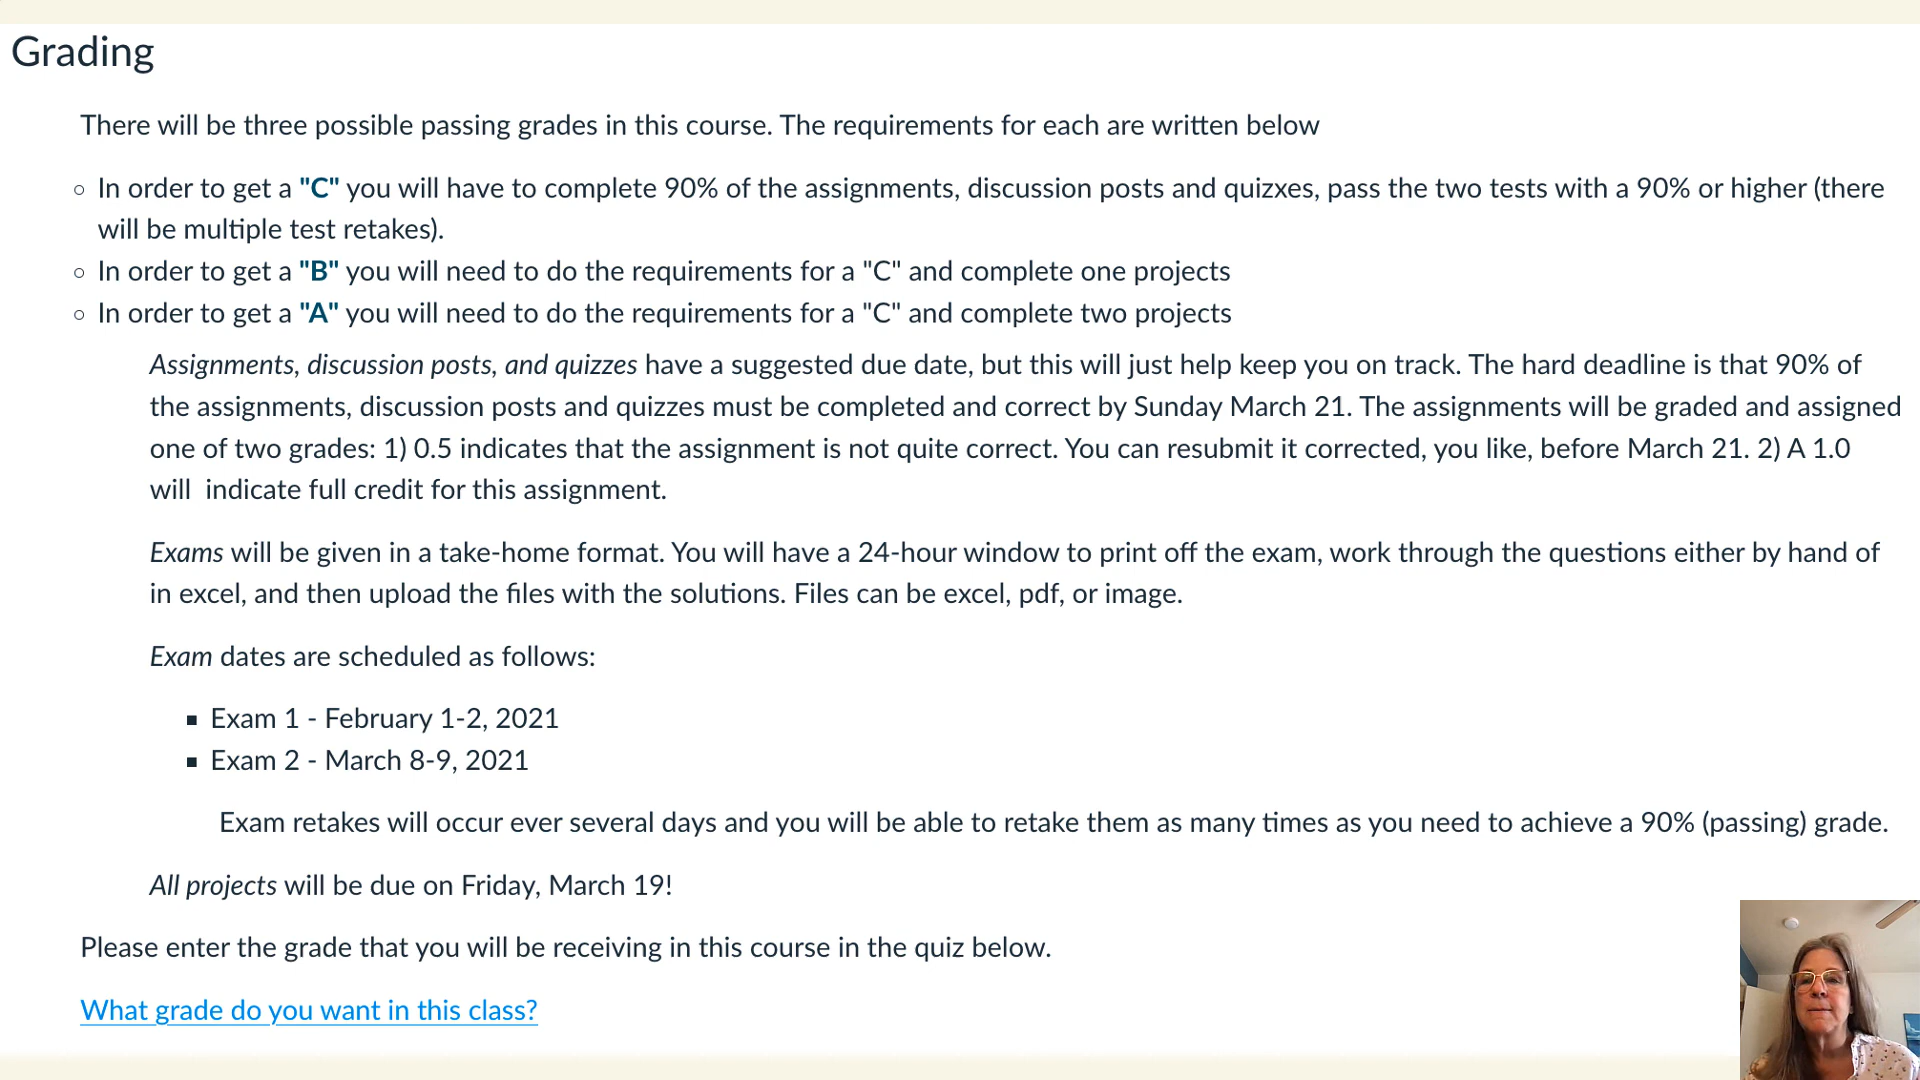 Grading
There will be three possible passing grades in this course. The requirements for each are written below
In order to get a "C" you will have to complete 90% of the assignments, discussion posts and quizxes, pass the two tests with a 90% or higher (there
will be multiple test retakes).
In order to get a "B" you will need to do the requirements for a "C" and complete one projects
In order to get a "A" you will need to do the requirements for a "C" and complete two projects
Assignments, discussion posts, and quizzes have a suggested due date, but this will just help keep you on track. The hard deadline is that 90% of
the assignments, discussion posts and quizzes must be completed and correct by Sunday March 21. The assignments will be graded and assigned
one of two grades: 1) 0.5 indicates that the assignment is not quite correct. You can resubmit it corrected, you like, before March 21. 2) A 1.0
will indicate full credit for this assignment.
Exams will be given in a take-home format. You will have a 24-hour window to print off the exam, work through the questions either by hand of
in excel, and then upload the files with the solutions. Files can be excel, pdf, or image.
Exam dates are scheduled as follows:
Exam 1 - February 1-2, 2021
Exam 2 - March 8-9, 2021
Exam retakes will occur ever several days and you will be able to retake them as many times as you need to achieve a 90% (passing) grade.
All projects will be due on Friday, March 19!
Please enter the grade that you will be receiving in this course in the quiz below.
What grade do you want in this class?